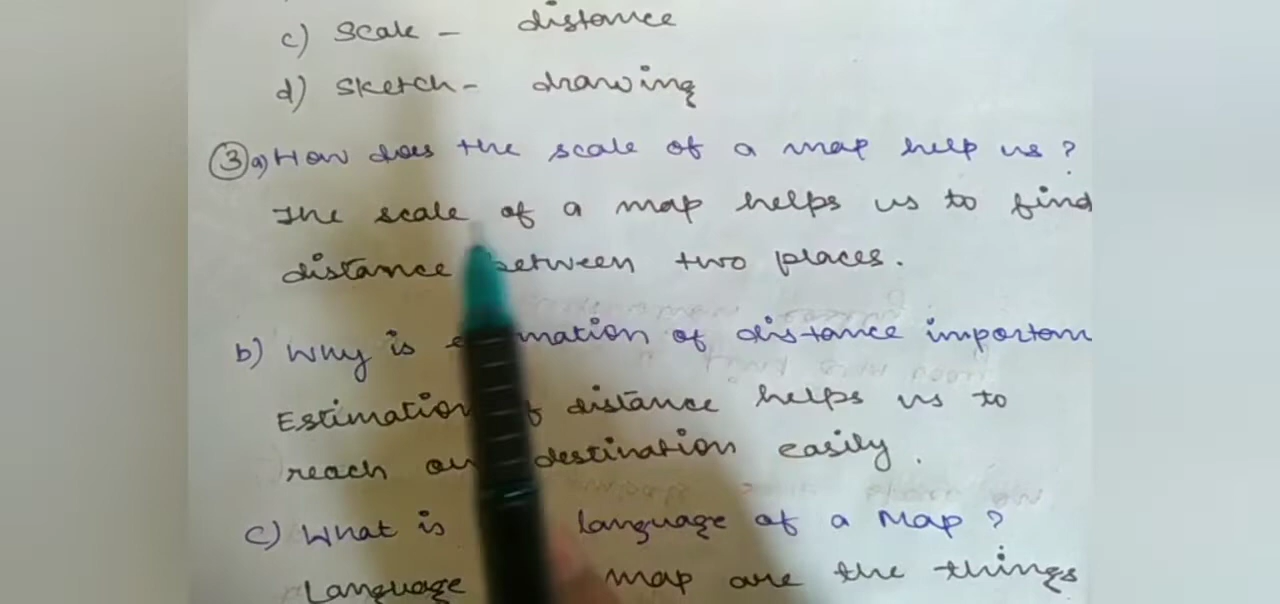 c) Scale - distance
d) Sketch - drawing
3 a) How does the scale of a map help us?
The scale of a map helps us to find
distance between two places.
b) Why is of distance
Estimation distance helps us to
reach destination easily.
c) What is language of a Map?
Language map are the things